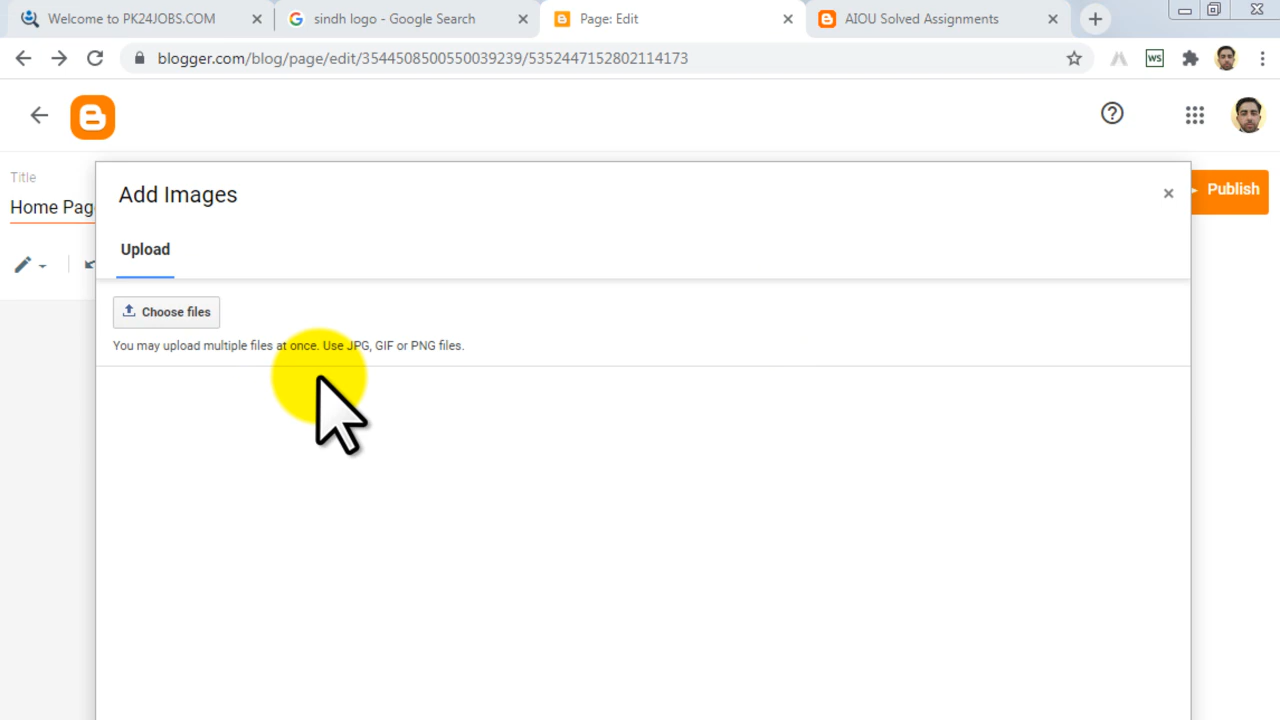 Welcome to PK24JOBS.COM
sindh logo - Google Search
Page: Edit
AIOU Solved Assignments
blogger.com/blog/page/edit/3544508500550039239/5352447152802114173
WS
Title
Add Images
Publish
Home Pag
Upload
Choose files
You may upload multiple files at once. Use JPG, GIF or PNG files.